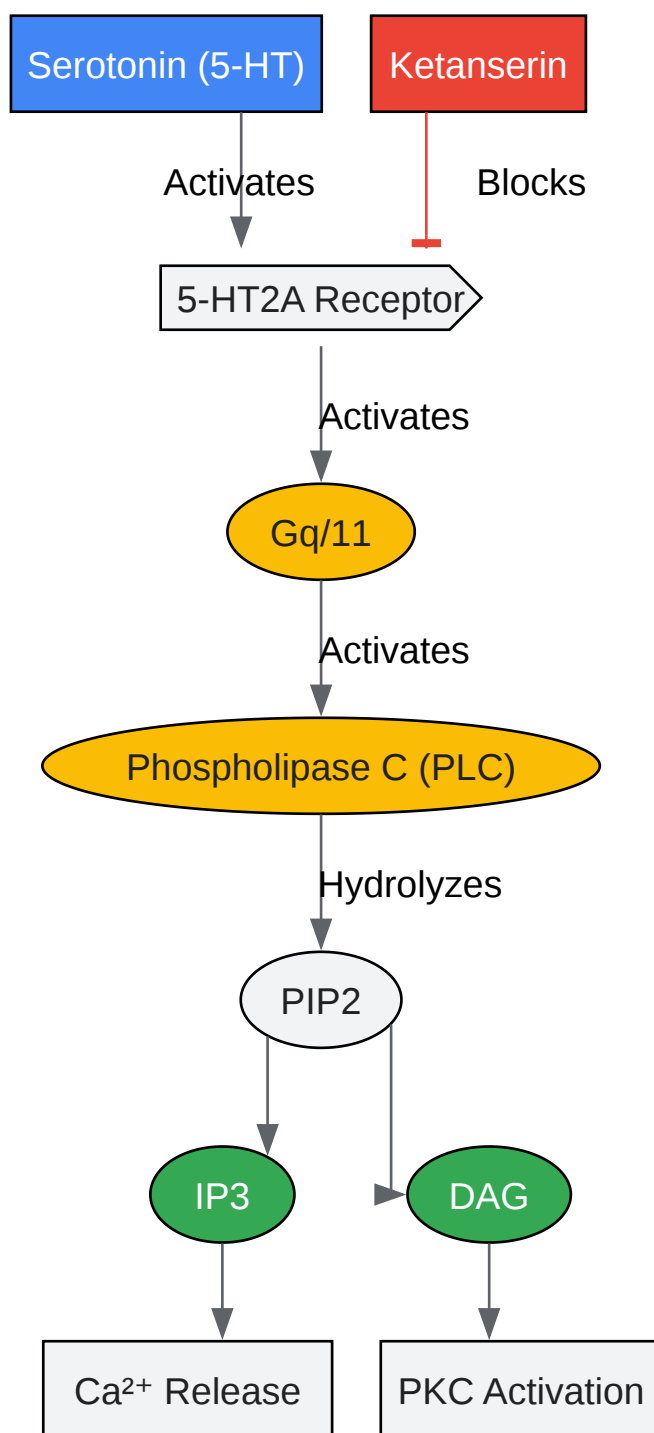 Serotonin (5-HT)
Ketanserin
Activates
Blocks
5-HT2A Receptor
Activates
Gq/11
Activates
Phospholipase C (PLC)
Hydrolyzes
PIP2
IP3
DAG
Ca²⁺ Release
PKC Activation